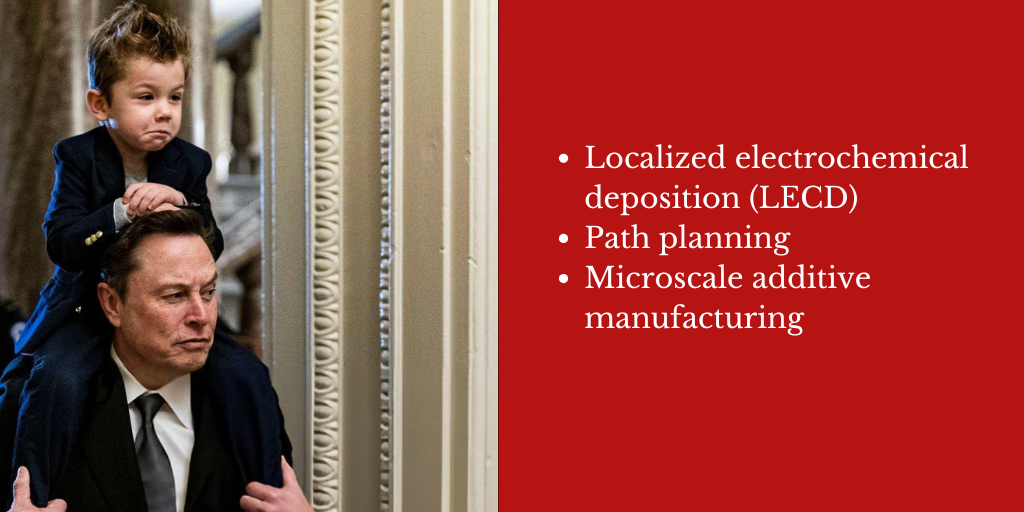 • Localized electrochemical
deposition (LECD)
• Path planning
• Microscale additive
manufacturing